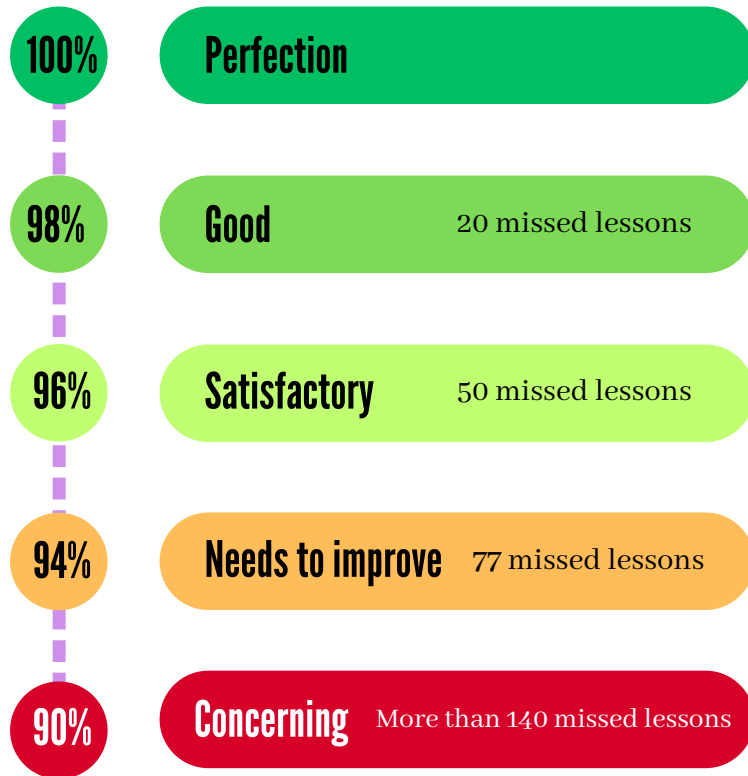 100% Perfection
98% Good 20 missed lessons
96% Satisfactory 50 missed lessons
94% Needs to improve 77 missed lessons
90% Concerning More than 140 missed lessons